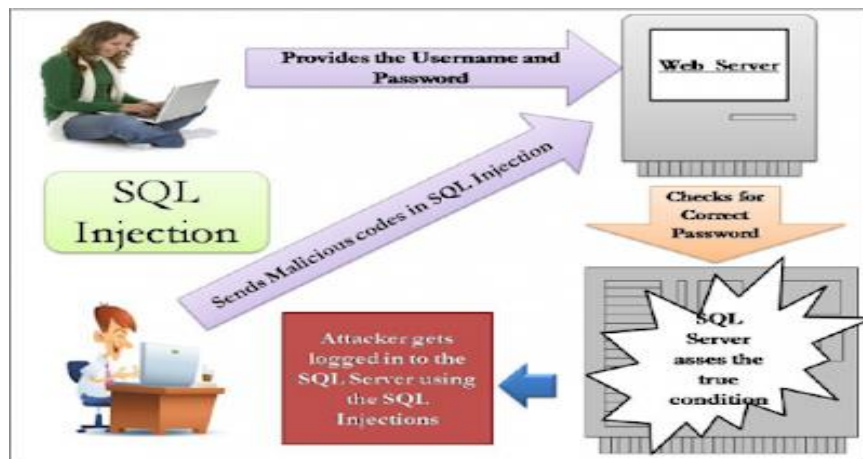 Provides the Username and
Password
Web Server
SQL
Injection
Sends Malicious codes in SQL Injection
Checks for
Correct
Password
SQL
Server
asses the
true
condition
Attacker gets
logged in to the
SQL Server using
the SQL
Injections